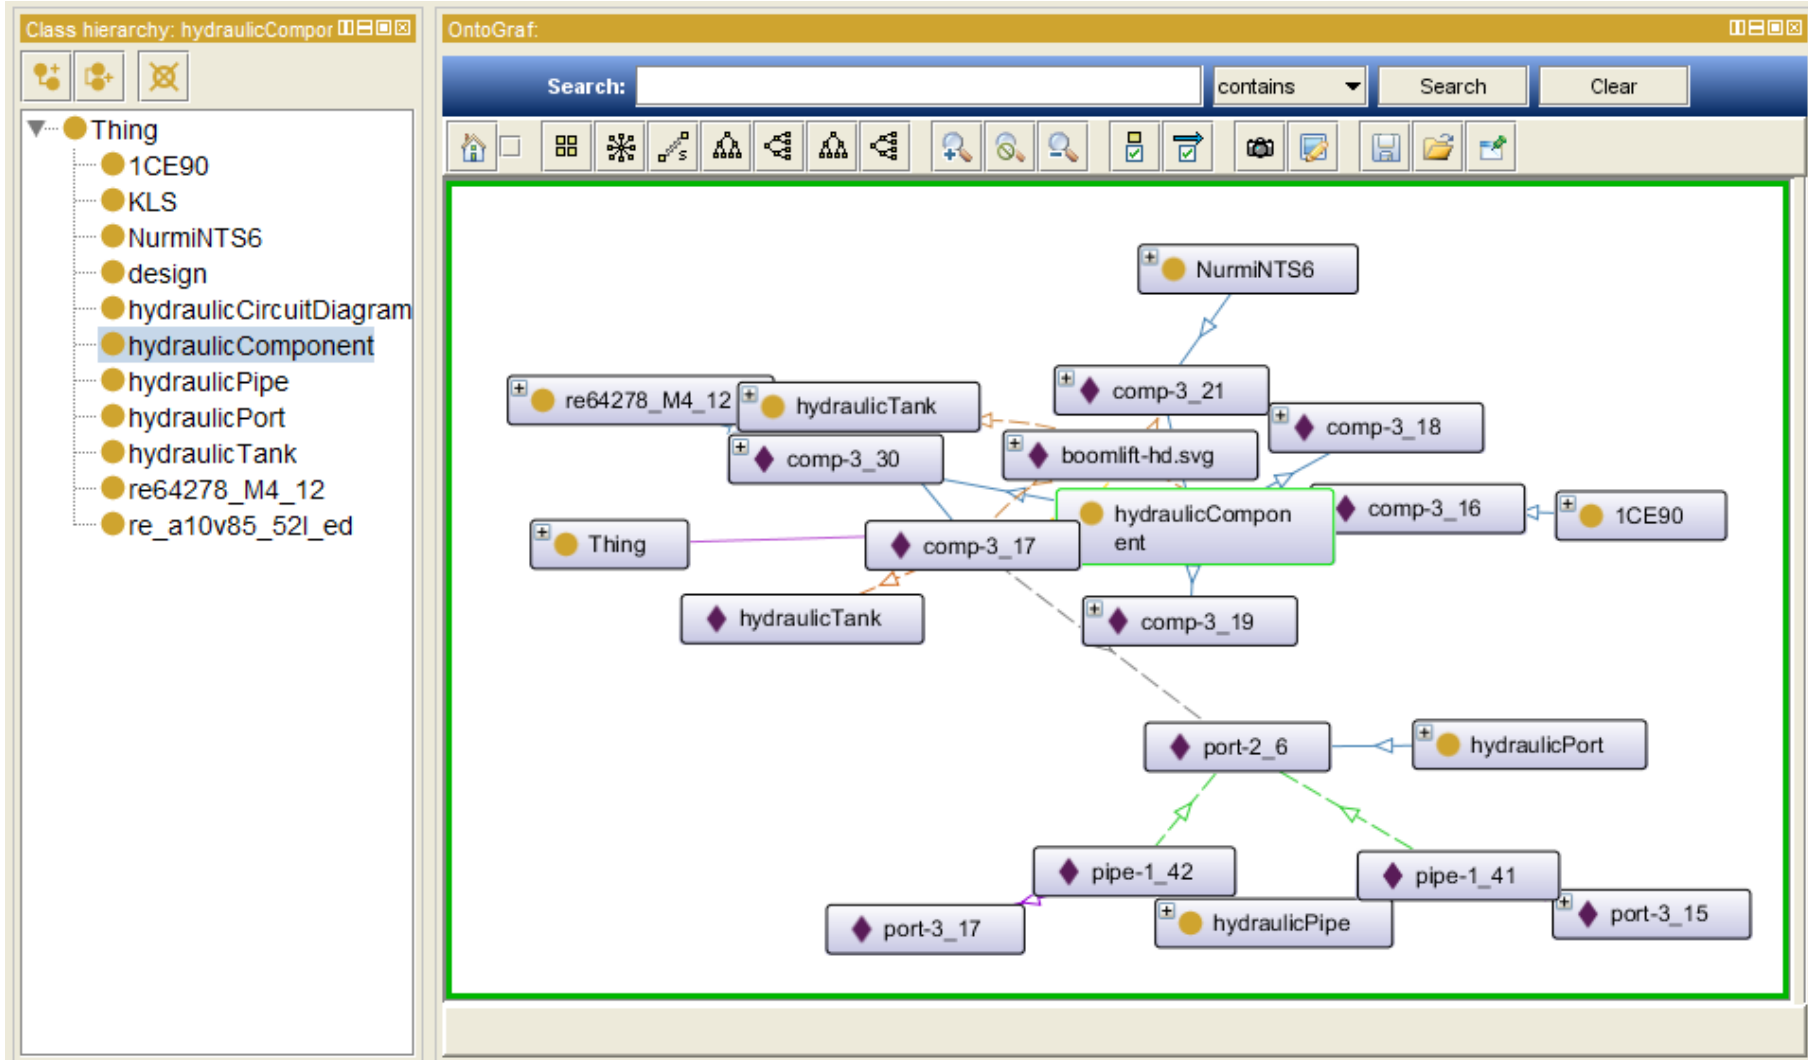 Class hierarchy: hydraulicCompor
Thing
1CE90
KLS
NurmiNTS6
design
hydraulicCircuitDiagram
hydraulicComponent
hydraulicPipe
hydraulicPort
hydraulicTank
re64278_M4_12
re_a10v85_52l_ed
OntoGraf:
Search:
contains
Search
Clear
NurmiNTS6
re64278_M4_12
hydraulicTank
comp-3_21
comp-3_18
comp-3_30
boomlift-hd.svg
hydraulicCompon
ent
comp-3_16
1CE90
Thing
comp-3_17
hydraulicTank
comp-3_19
port-2_6
hydraulicPort
pipe-1_42
pipe-1_41
port-3_17
hydraulicPipe
port-3_15